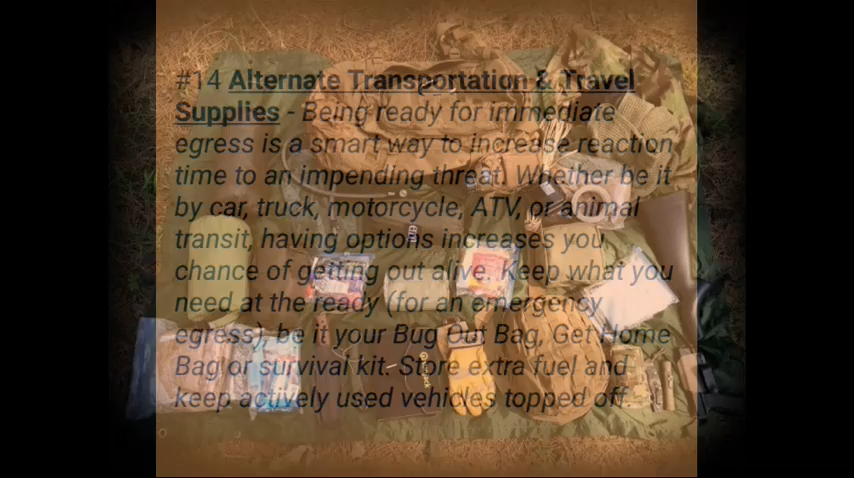 #14 Alternate Transportation & Travel
Supplies - Being ready for immediate
egress is a smart way to increase reaction
time to an impending threat. Whether be it
by car, truck, motorcycle, ATV, or animal
transit, having options increases you
chance of getting out alive. Keep what you
need at the ready (for an emergency
egress), be it your Bug Out Bag, Get Home
Bag or survival kit. Store extra fuel and
keep actively used vehicles topped off.